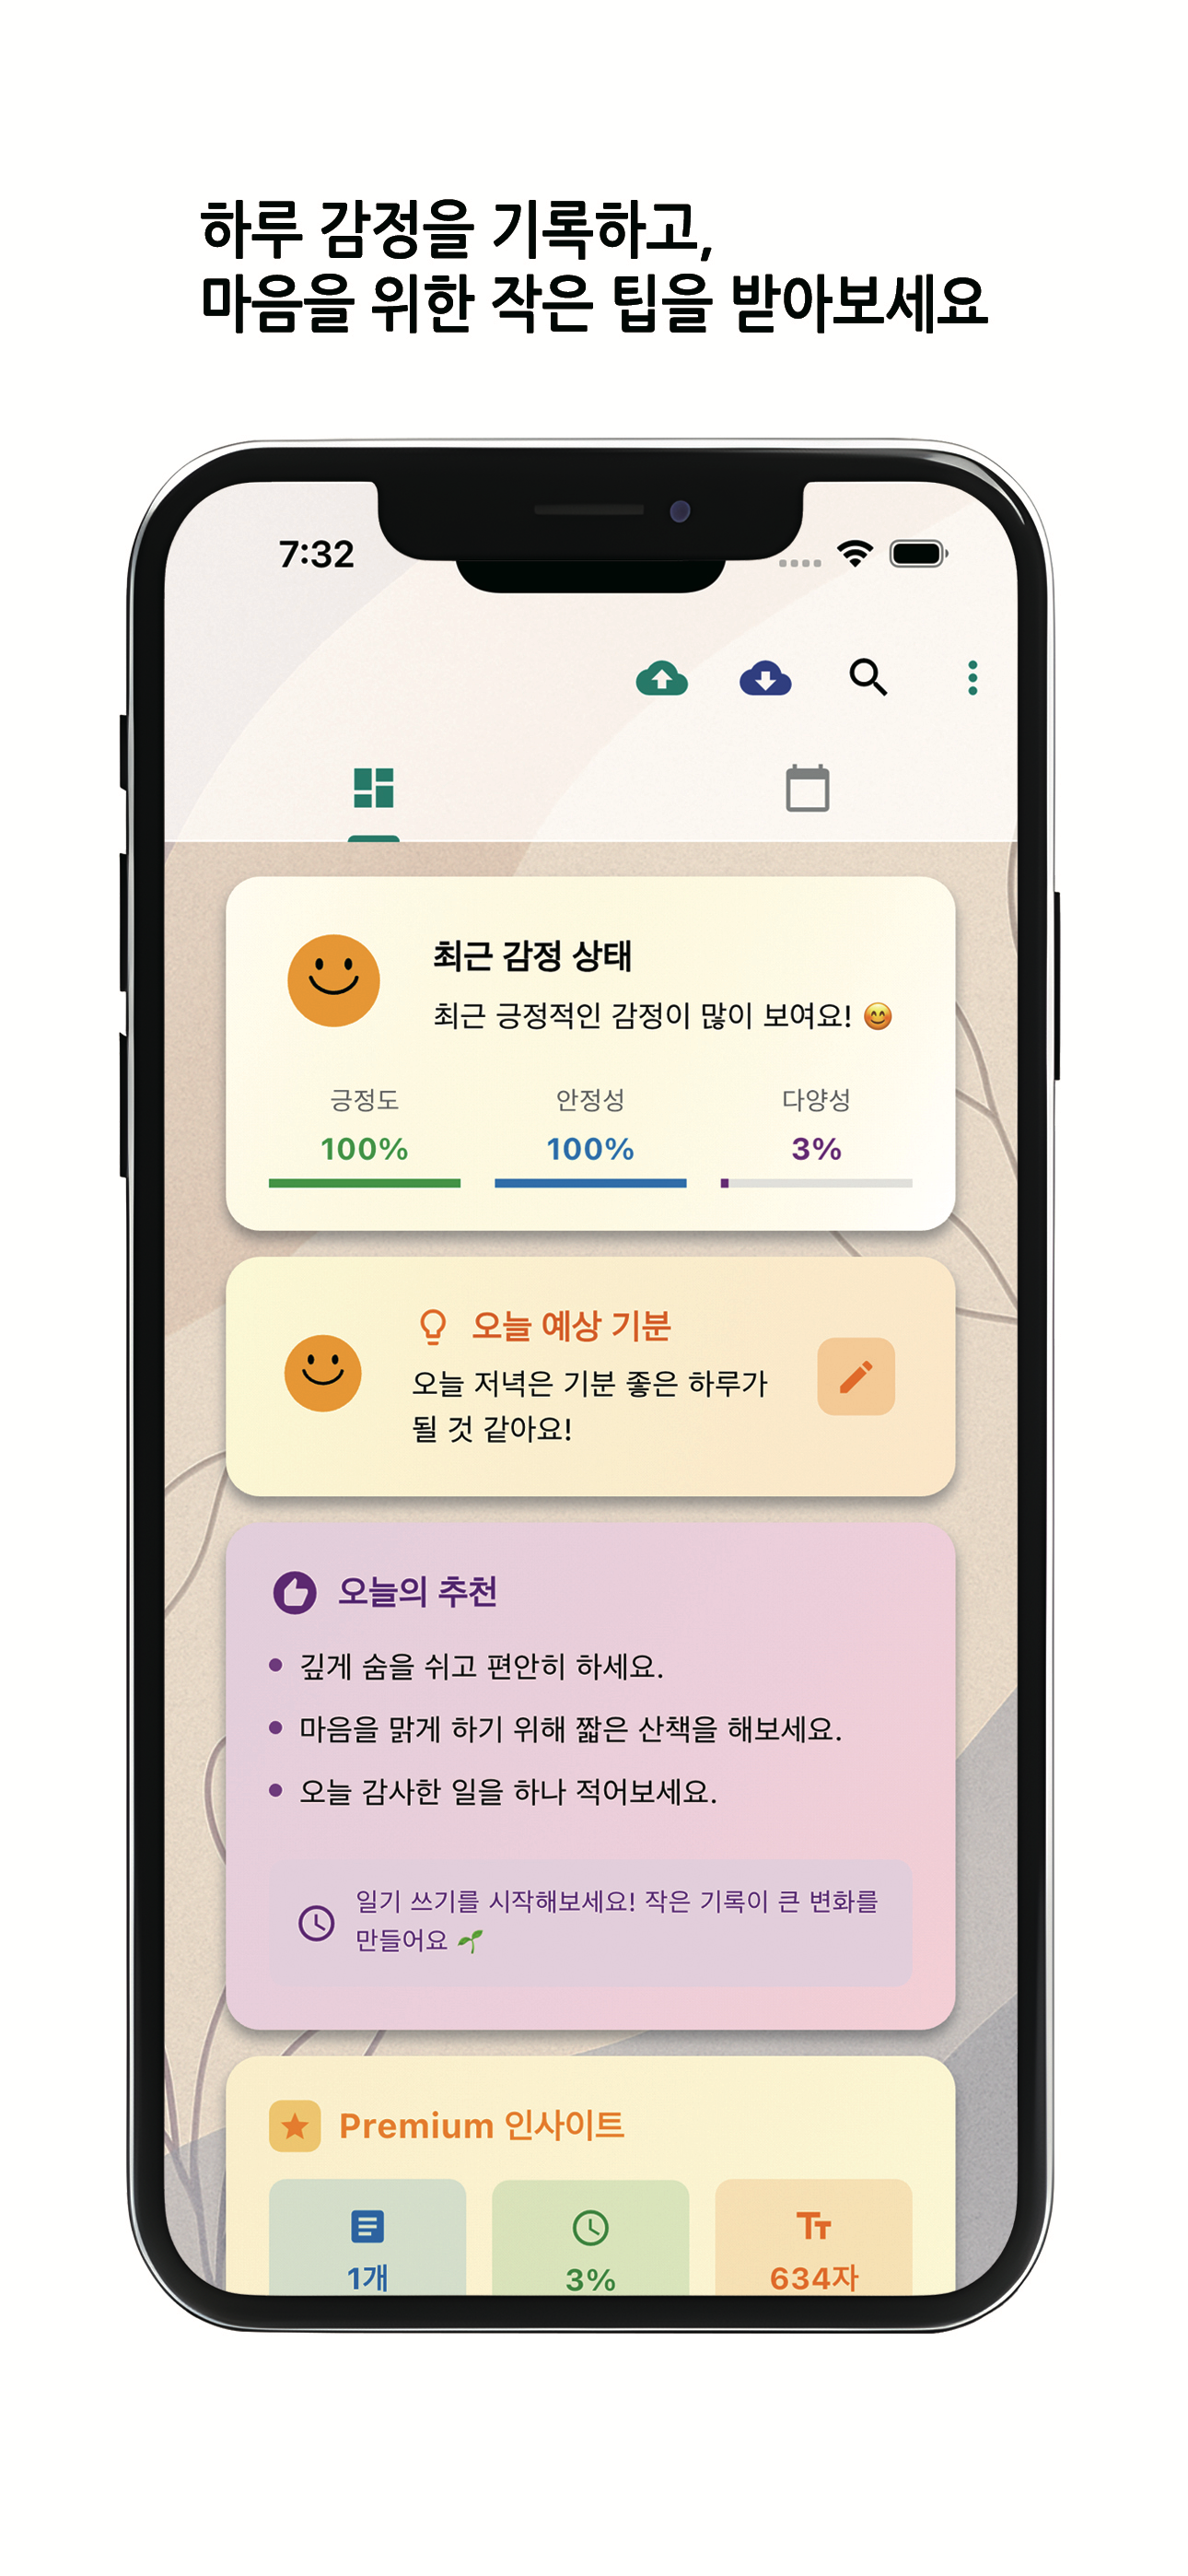 하루 감정을 기록하고,
마음을 위한 작은 팁을 받아보세요
7:32
최근 감정 상태
최근 긍정적인 감정이 많이 보여요! 😊
긍정도 안정성 다양성
100% 100% 3%
오늘 예상 기분
오늘 저녁은 기분 좋은 하루가
될 것 같아요!
오늘의 추천
• 깊게 숨을 쉬고 편안히 하세요.
• 마음을 맑게 하기 위해 짧은 산책을 해보세요.
• 오늘 감사한 일을 하나 적어보세요.
일기 쓰기를 시작해보세요! 작은 기록이 큰 변화를
만들어요 🌱
Premium 인사이트
1개 3% 634자